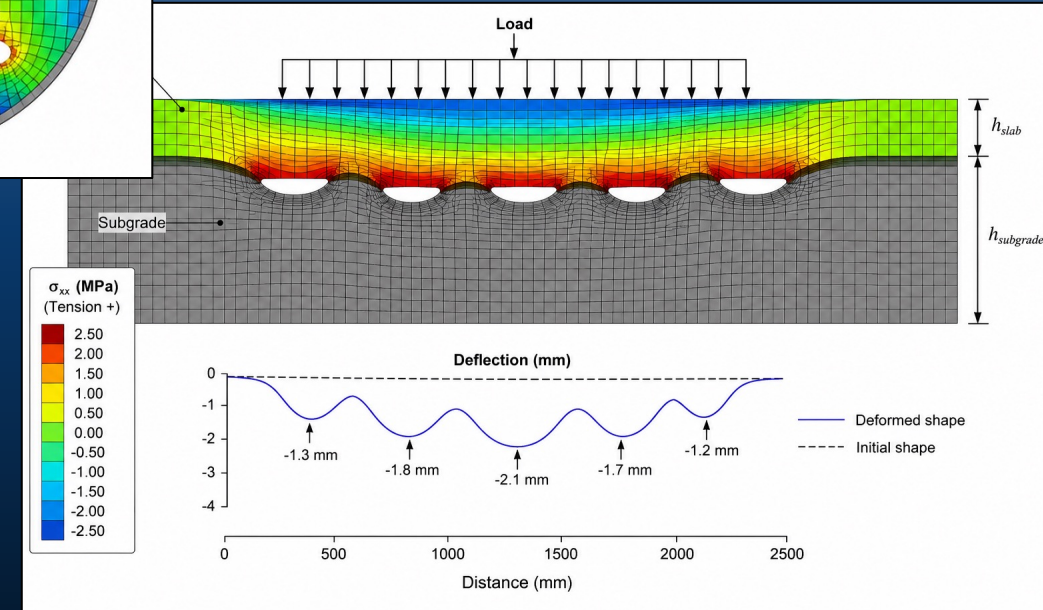 Load
h_slab
Subgrade
h_subgrade
σxx (MPa)
(Tension +)
2.50
2.00
1.50
1.00
0.50
0.00
-0.50
-1.00
-1.50
-2.00
-2.50
Deflection (mm)
0
-1
-2
-3
-4
-1.3 mm
-1.8 mm
-2.1 mm
-1.7 mm
-1.2 mm
Deformed shape
Initial shape
0 500 1000 1500 2000 2500
Distance (mm)